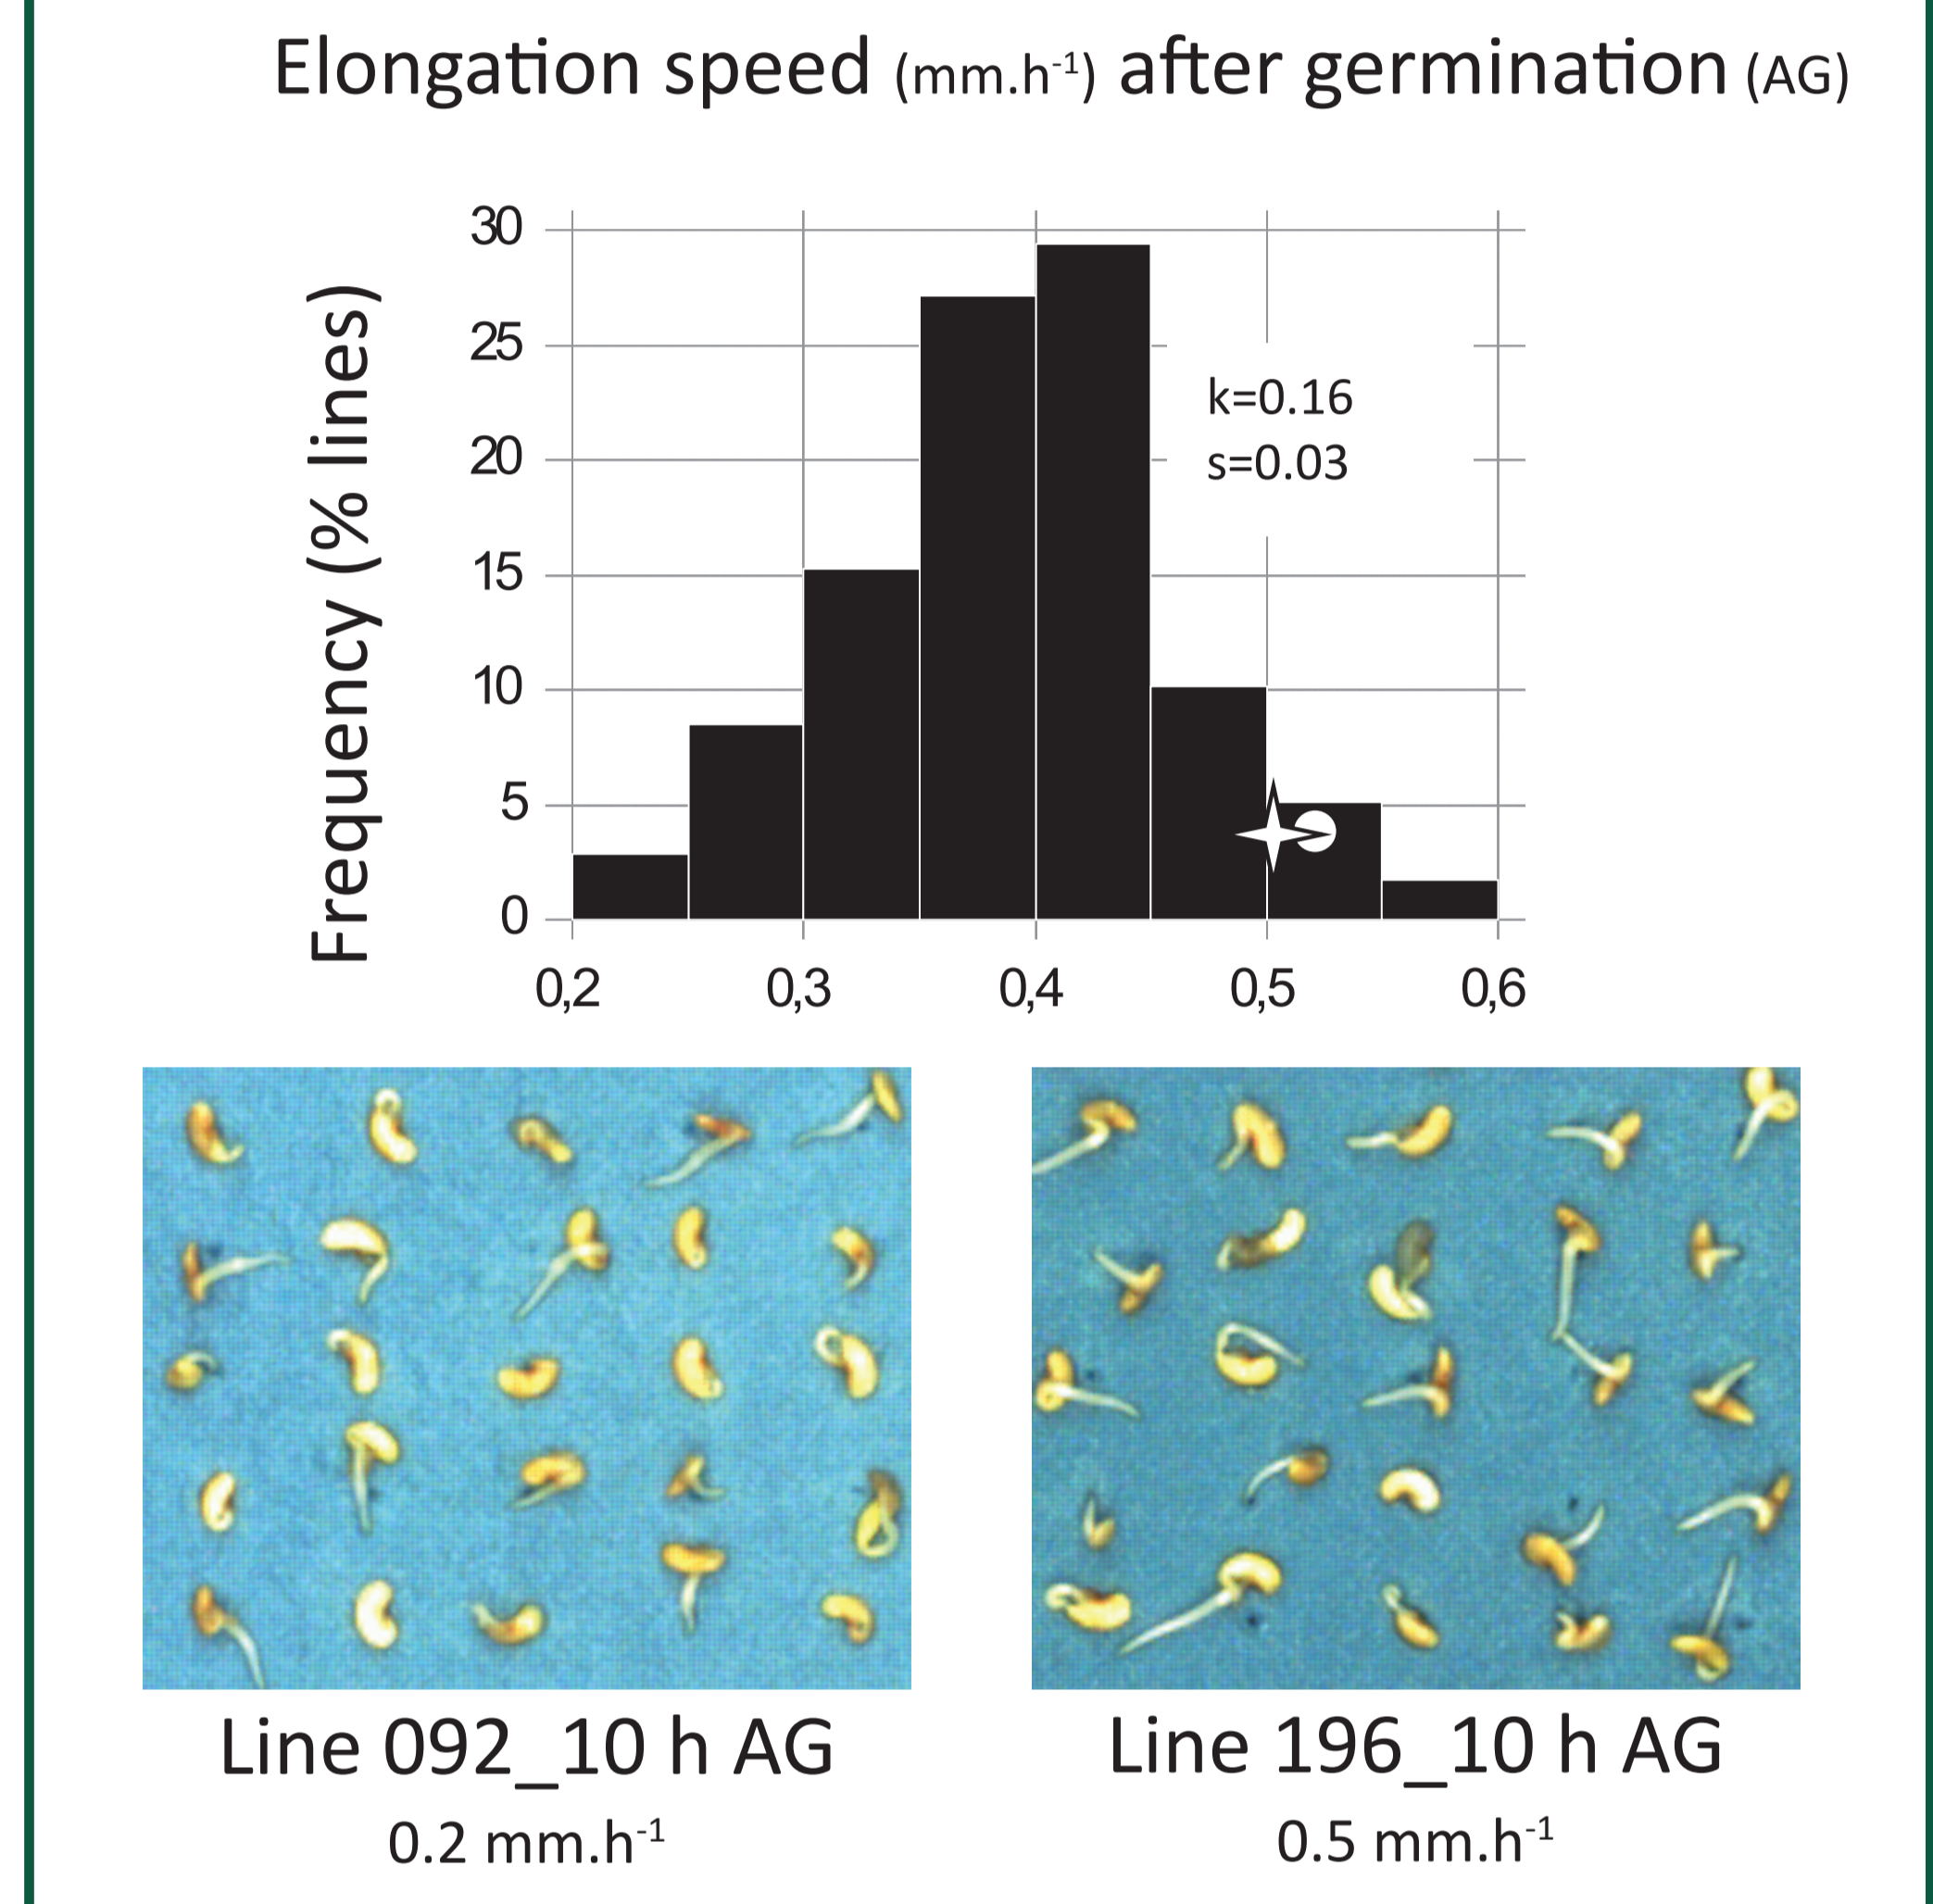 Elongation speed (mm.h-1) after germination (AG)
Frequency (% lines)
30
25
20
15
10
5
0
k=0.16
s=0.03
0,2 0,3 0,4 0,5 0,6
Line 092_10 h AG
0.2 mm.h-1
Line 196_10 h AG
0.5 mm.h-1